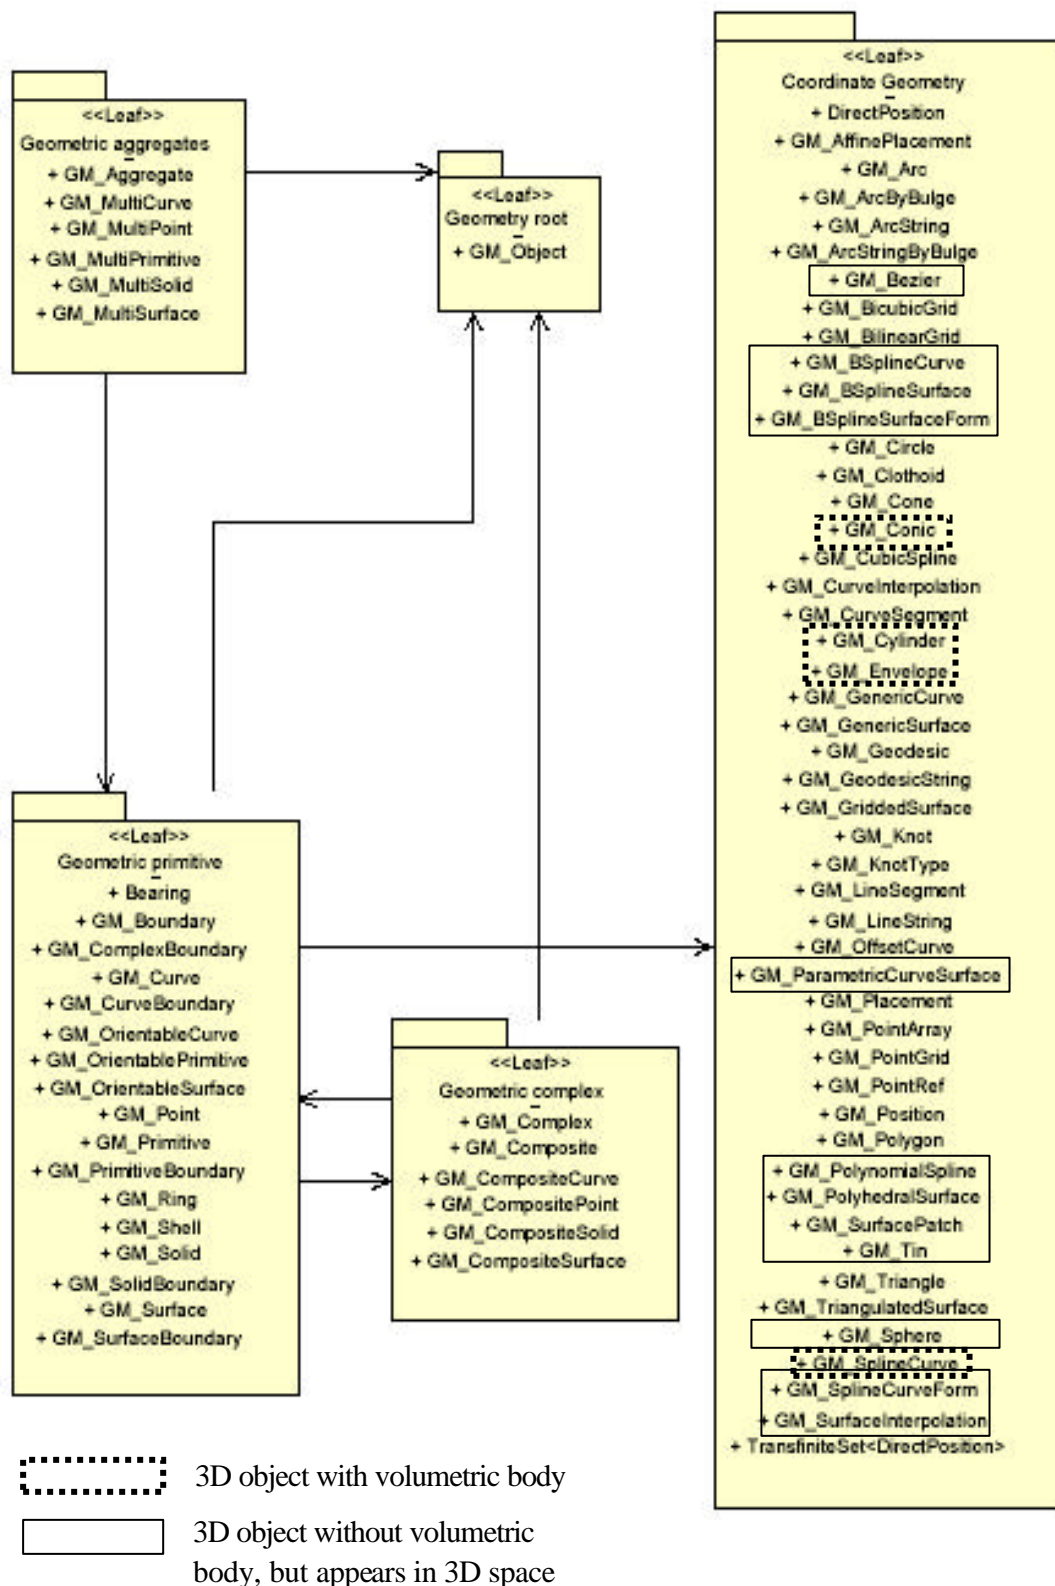 <<Leaf>>
Geometric aggregates
+ GM_Aggregate
+ GM_MultiCurve
+ GM_MultiPoint
+ GM_MultiPrimitive
+ GM_MultiSolid
+ GM_MultiSurface
<<Leaf>>
Geometry root
+ GM_Object
<<Leaf>>
Coordinate Geometry
+ DirectPosition
+ GM_AffinePlacement
+ GM_Arc
+ GM_ArcByBulge
+ GM_ArcString
+ GM_ArcStringByBulge
+ GM_Bezier
+ GM_BicubicGrid
+ GM_BilinearGrid
+ GM_BSplineCurve
+ GM_BSplineSurface
+ GM_BSplineSurfaceForm
+ GM_Circle
+ GM_Clothoid
+ GM_Cone
+ GM_Conic
+ GM_CubicSpline
+ GM_CurveInterpolation
+ GM_CurveSegment
+ GM_Cylinder
+ GM_Envelope
+ GM_GenericCurve
+ GM_GenericSurface
+ GM_Geodesic
+ GM_GeodesicString
+ GM_GriddedSurface
+ GM_Knot
+ GM_KnotType
+ GM_LineSegment
+ GM_LineString
+ GM_OffsetCurve
+ GM_ParametricCurveSurface
+ GM_Placement
+ GM_PointArray
+ GM_PointGrid
+ GM_PointRef
+ GM_Position
+ GM_Polygon
+ GM_PolynomialSpline
+ GM_PolyhedralSurface
+ GM_SurfacePatch
+ GM_Tin
+ GM_Triangle
+ GM_TriangulatedSurface
+ GM_Sphere
+ GM_SplineCurve
+ GM_SplineCurveForm
+ GM_SurfaceInterpolation
+ TransfiniteSet<DirectPosition>
<<Leaf>>
Geometric primitive
+ Bearing
+ GM_Boundary
+ GM_ComplexBoundary
+ GM_Curve
+ GM_CurveBoundary
+ GM_OrientableCurve
+ GM_OrientablePrimitive
+ GM_OrientableSurface
+ GM_Point
+ GM_Primitive
+ GM_PrimitiveBoundary
+ GM_Ring
+ GM_Shell
+ GM_Solid
+ GM_SolidBoundary
+ GM_Surface
+ GM_SurfaceBoundary
<<Leaf>>
Geometric complex
+ GM_Complex
+ GM_Composite
+ GM_CompositeCurve
+ GM_CompositePoint
+ GM_CompositeSolid
+ GM_CompositeSurface
3D object with volumetric body
3D object without volumetric
body, but appears in 3D space